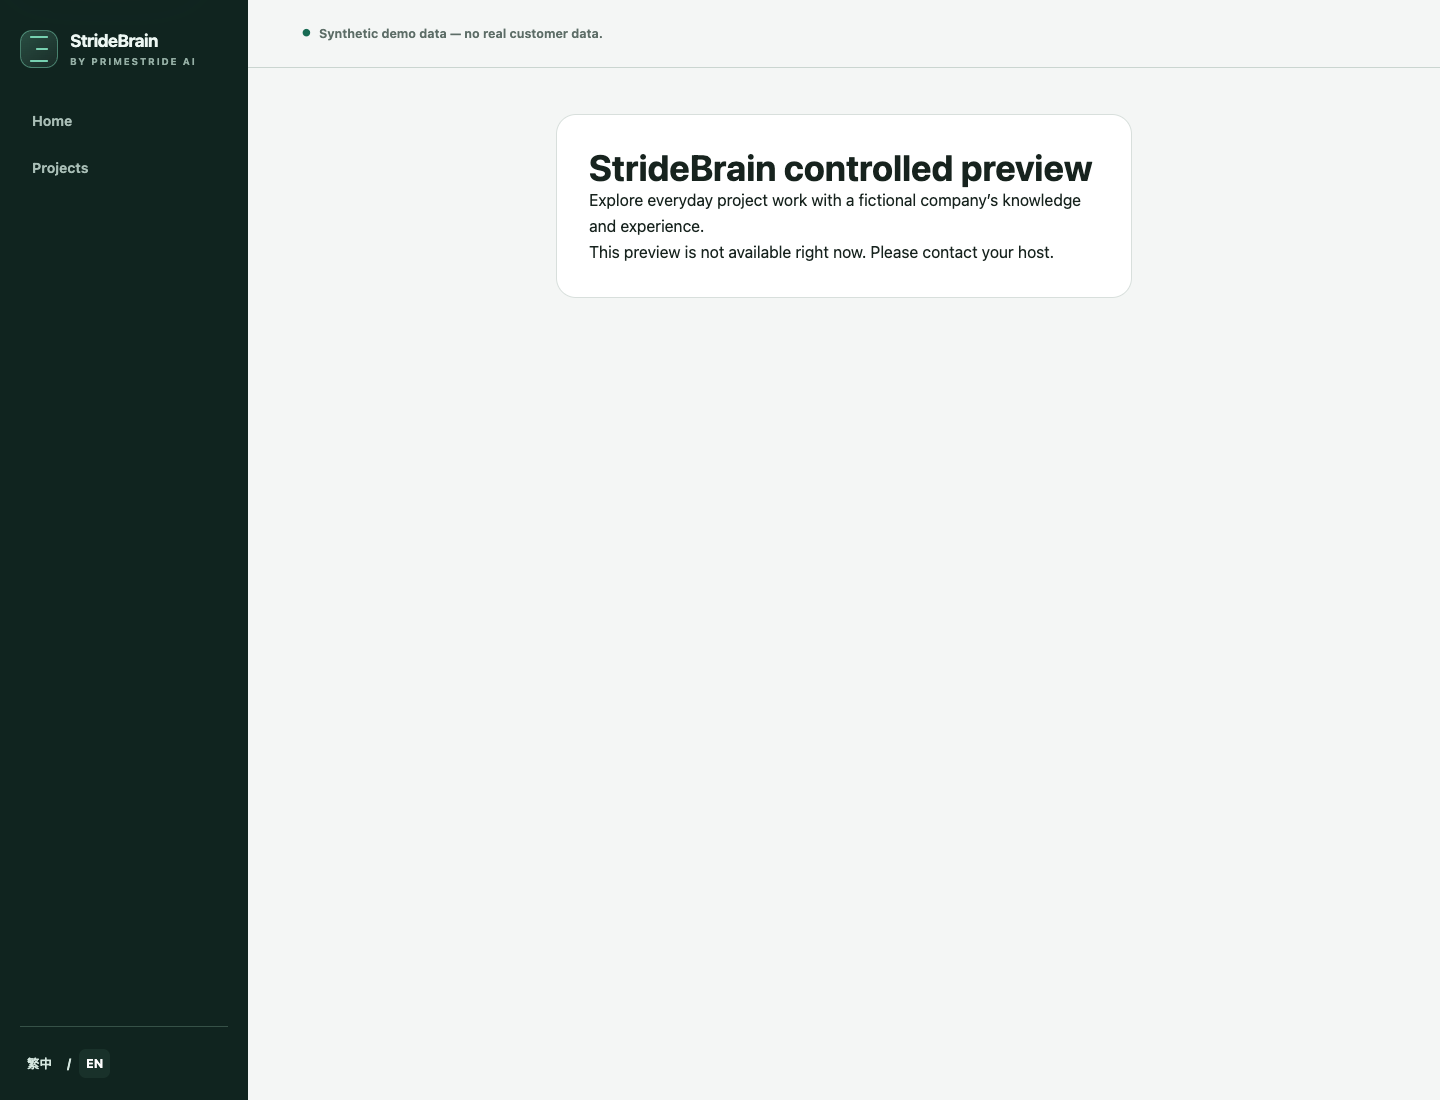 StrideBrain
BY PRIMESTRIDE AI
Home
Projects
繁中 / EN
Synthetic demo data — no real customer data.
StrideBrain controlled preview
Explore everyday project work with a fictional company’s knowledge
and experience.
This preview is not available right now. Please contact your host.